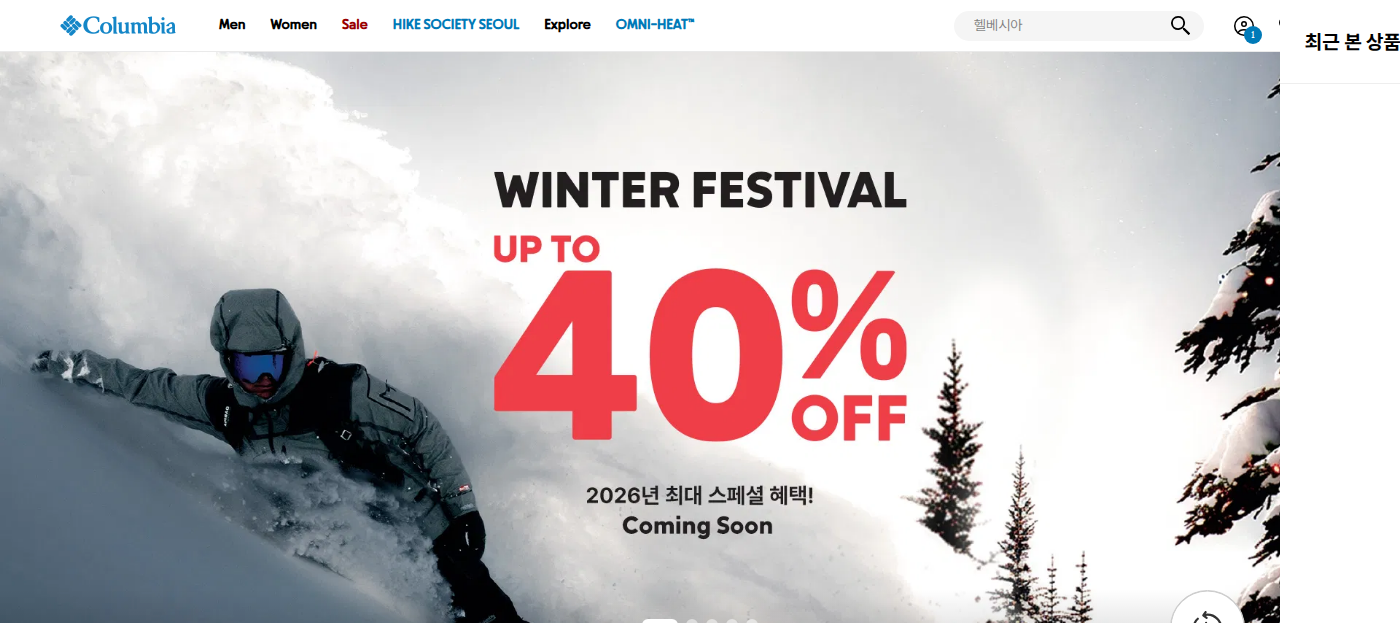 Columbia
Men Women Sale HIKE SOCIETY SEOUL Explore OMNI-HEAT™
헬베시아
1
최근 본 상품
WINTER FESTIVAL
UP TO
40%
OFF
2026년 최대 스페셜 혜택!
Coming Soon